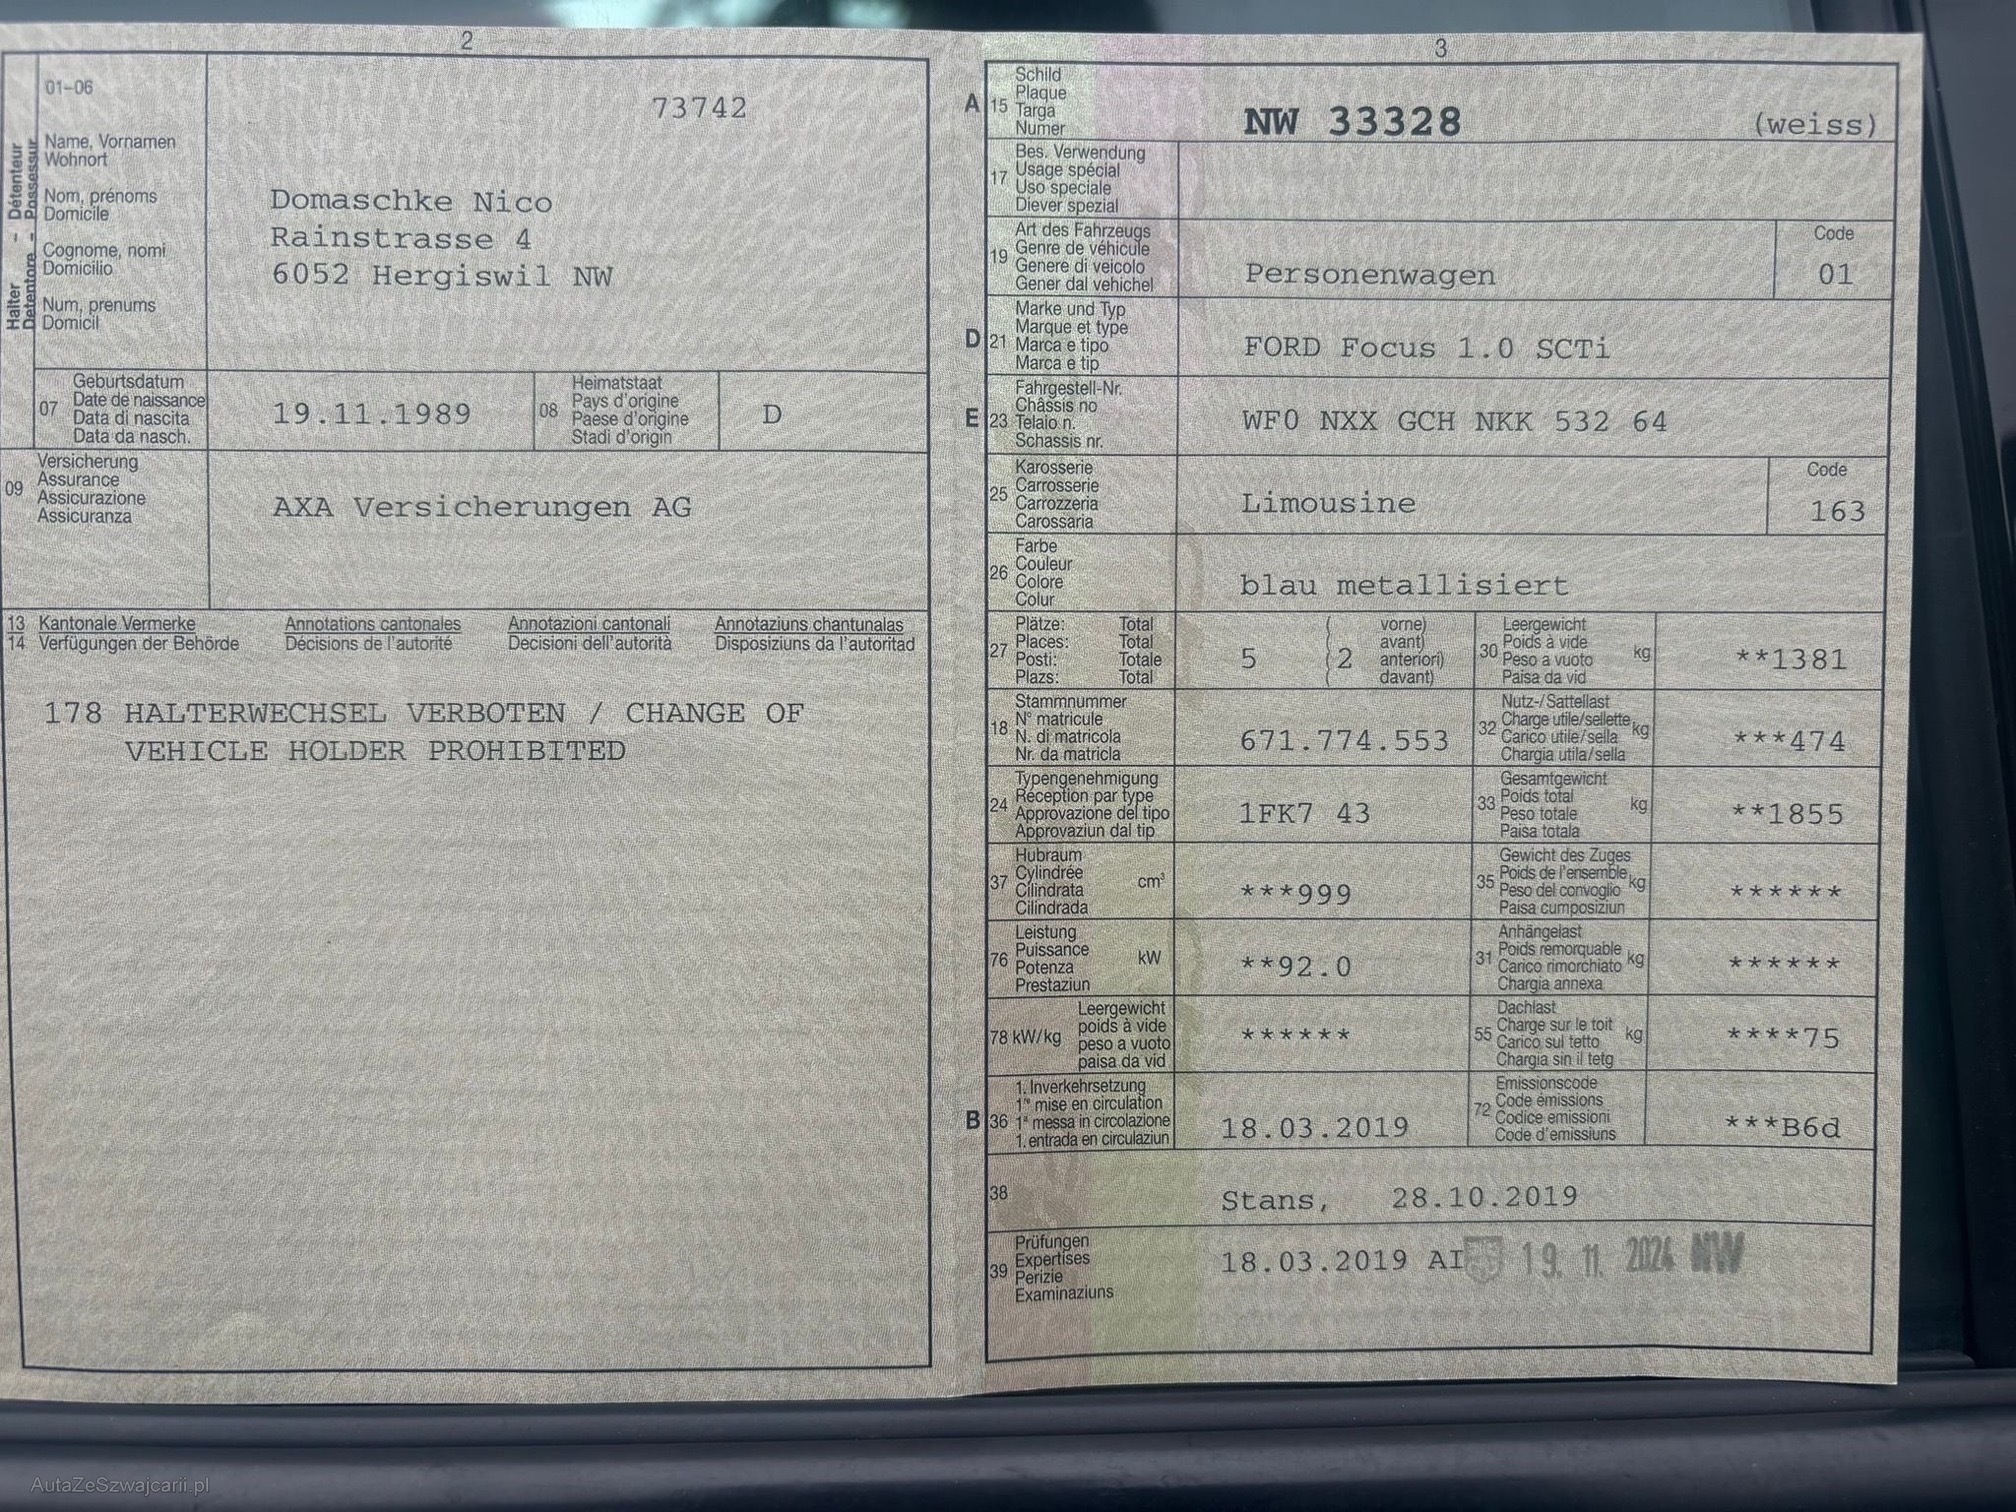 2
01–06
73742
Halter – Détenteur
Detentore – Possessur
Name, Vornamen
Wohnort
Nom, prénoms
Domicile
Cognome, nomi
Domicilio
Num, prenums
Domicil
Domaschke Nico
Rainstrasse 4
6052 Hergiswil NW
07 Geburtsdatum
Date de naissance
Data di nascita
Data da nasch.
19.11.1989
08 Heimatstaat
Pays d'origine
Paese d'origine
Stadi d'origin
D
09 Versicherung
Assurance
Assicurazione
Assicuranza
AXA Versicherungen AG
13 Kantonale Vermerke Annotations cantonales Annotazioni cantonali Annotaziuns chantunalas
14 Verfügungen der Behörde Décisions de l'autorité Decisioni dell'autorità Disposiziuns da l'autoritad
178 HALTERWECHSEL VERBOTEN / CHANGE OF
VEHICLE HOLDER PROHIBITED
3
A 15 Schild
Plaque
Targa
Numer
NW 33328 (weiss)
17 Bes. Verwendung
Usage spécial
Uso speciale
Diever spezial
19 Art des Fahrzeugs
Genre de véhicule
Genere di veicolo
Gener dal vehichel
Personenwagen
Code
01
D 21 Marke und Typ
Marque et type
Marca e tipo
Marca e tip
FORD Focus 1.0 SCTi
E 23 Fahrgestell-Nr.
Châssis no
Telaio n.
Schassis nr.
WF0 NXX GCH NKK 532 64
25 Karosserie
Carrosserie
Carrozzeria
Carossaria
Limousine
Code
163
26 Farbe
Couleur
Colore
Colur
blau metallisiert
27 Plätze: Total
Places: Total
Posti: Totale
Plazs: Total
5
( vorne)
( avant)
( 2 anteriori)
( davant)
30 Leergewicht
Poids à vide
Peso a vuoto
Paisa da vid
kg
**1381
18 Stammnummer
N° matricule
N. di matricola
Nr. da matricla
671.774.553
32 Nutz-/Sattellast
Charge utile/sellette
Carico utile/sella
Chargia utila/sella
kg
***474
24 Typengenehmigung
Réception par type
Approvazione del tipo
Approvaziun dal tip
1FK7 43
33 Gesamtgewicht
Poids total
Peso totale
Paisa totala
kg
**1855
37 Hubraum
Cylindrée
Cilindrata
Cilindrada
cm³
***999
35 Gewicht des Zuges
Poids de l'ensemble
Peso del convoglio
Paisa cumposiziun
kg
******
76 Leistung
Puissance
Potenza
Prestaziun
kW
**92.0
31 Anhängelast
Poids remorquable
Carico rimorchiato
Chargia annexa
kg
******
78 kW/kg
Leergewicht
poids à vide
peso a vuoto
paisa da vid
******
55 Dachlast
Charge sur le toit
Carico sul tetto
Chargia sin il tetg
kg
****75
B 36 1. Inverkehrsetzung
1re mise en circulation
1a messa in circolazione
1. entrada en circulaziun
18.03.2019
72 Emissionscode
Code émissions
Codice emissioni
Code d'emissiuns
***B6d
38
Stans, 28.10.2019
39 Prüfungen
Expertises
Perizie
Examinaziuns
18.03.2019 AI 19. 11. 2024 NW
AutaZeSzwajcarii.pl